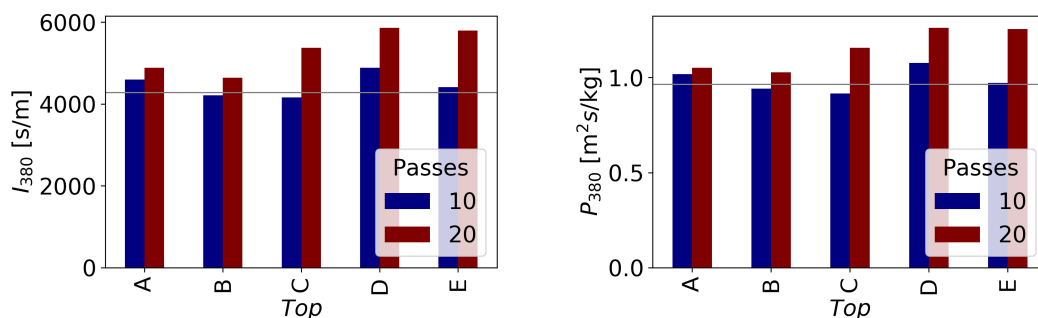 I₃₈₀ [s/m]
6000
4000
2000
0
Passes
10
20
A B C D E
Top
P₃₈₀ [m²s/kg]
1.0
0.5
0.0
Passes
10
20
A B C D E
Top